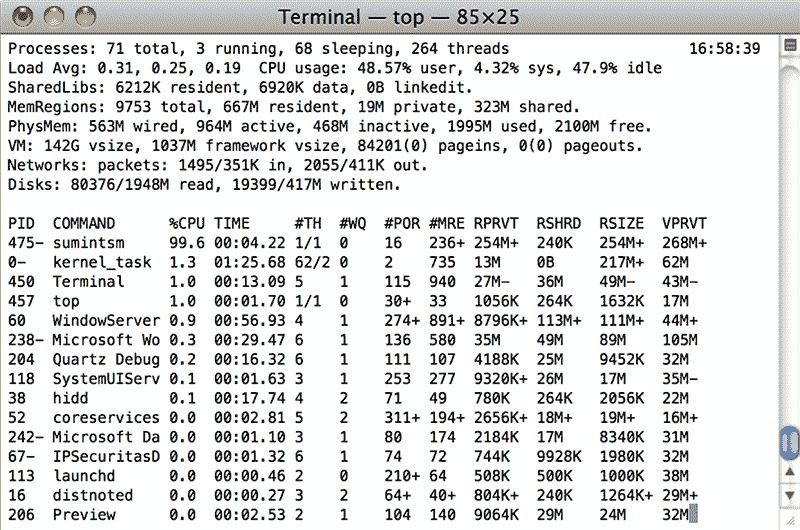 Terminal — top — 85×25
Processes: 71 total, 3 running, 68 sleeping, 264 threads 16:58:39
Load Avg: 0.31, 0.25, 0.19 CPU usage: 48.57% user, 4.32% sys, 47.9% idle
SharedLibs: 6212K resident, 6920K data, 0B linkedit.
MemRegions: 9753 total, 667M resident, 19M private, 323M shared.
PhysMem: 563M wired, 964M active, 468M inactive, 1995M used, 2100M free.
VM: 142G vsize, 1037M framework vsize, 84201(0) pageins, 0(0) pageouts.
Networks: packets: 1495/351K in, 2055/411K out.
Disks: 80376/1948M read, 19399/417M written.
PID COMMAND %CPU TIME #TH #WQ #POR #MRE RPRVT RSHRD RSIZE VPRVT
475- sumintsm 99.6 00:04.22 1/1 0 16 236+ 254M+ 240K 254M+ 268M+
0- kernel_task 1.3 01:25.68 62/2 0 2 735 13M 0B 217M+ 62M
450 Terminal 1.0 00:13.09 5 1 115 940 27M- 36M 49M- 43M-
457 top 1.0 00:01.70 1/1 0 30+ 33 1056K 264K 1632K 17M
60 WindowServer 0.9 00:56.93 4 1 274+ 891+ 8796K+ 113M+ 111M+ 44M+
238- Microsoft Wo 0.3 00:29.47 6 1 136 580 35M 49M 89M 105M
204 Quartz Debug 0.2 00:16.32 6 1 111 107 4188K 25M 9452K 32M
118 SystemUIServ 0.1 00:01.63 3 1 253 277 9320K+ 26M 17M 35M-
38 hidd 0.1 00:17.74 4 2 71 49 780K 264K 2056K 22M
52 coreservices 0.0 00:02.81 5 2 311+ 194+ 2656K+ 18M+ 19M+ 16M+
242- Microsoft Da 0.0 00:01.10 3 1 80 174 2184K 17M 8340K 31M
67- IPSecuritasD 0.0 00:01.32 6 1 74 72 744K 9928K 1980K 32M
113 launchd 0.0 00:00.46 2 0 210+ 64 508K 500K 1000K 38M
16 distnoted 0.0 00:00.27 3 2 64+ 40+ 804K+ 240K 1264K+ 29M+
206 Preview 0.0 00:02.53 2 1 104 140 9064K 29M 24M 32M